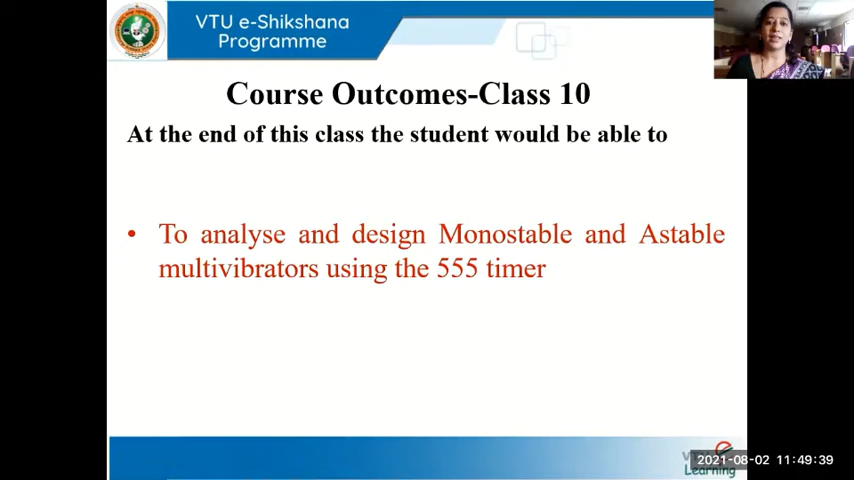 VTU e-Shikshana
Programme
Course Outcomes-Class 10
At the end of this class the student would be able to
• To analyse and design Monostable and Astable
multivibrators using the 555 timer
2021-08-02 11:49:39
Learning